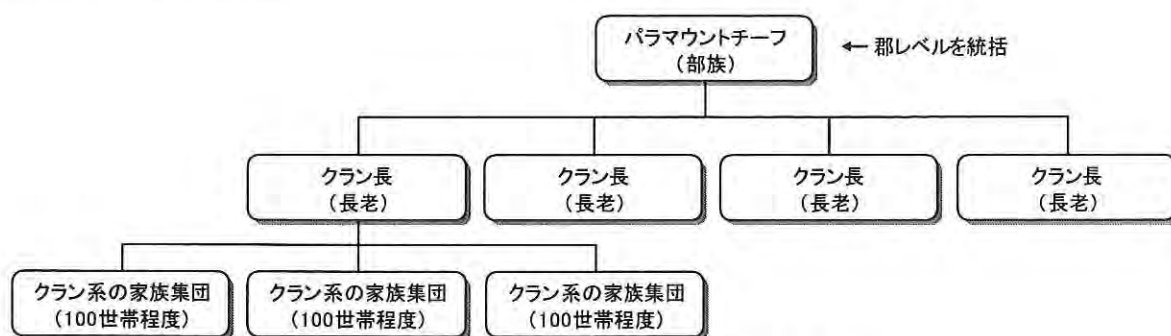 パラマウントチーフ
（部族）
← 郡レベルを統括
クラン長
（長老）
クラン長
（長老）
クラン長
（長老）
クラン長
（長老）
クラン系の家族集団
（100世帯程度）
クラン系の家族集団
（100世帯程度）
クラン系の家族集団
（100世帯程度）